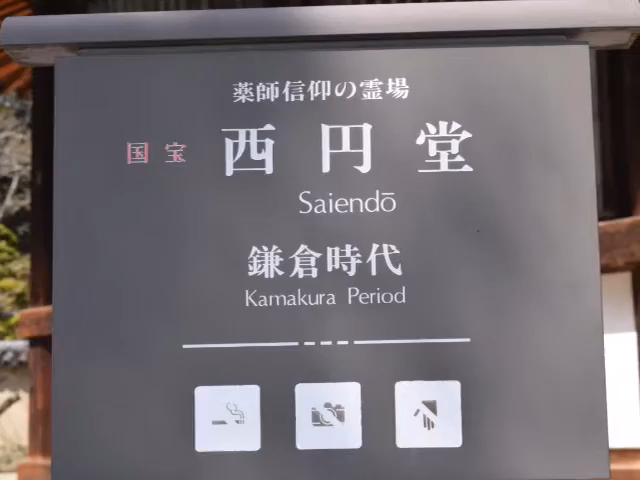 薬師信仰の霊場
国宝 西円堂
Saiendō
鎌倉時代
Kamakura Period